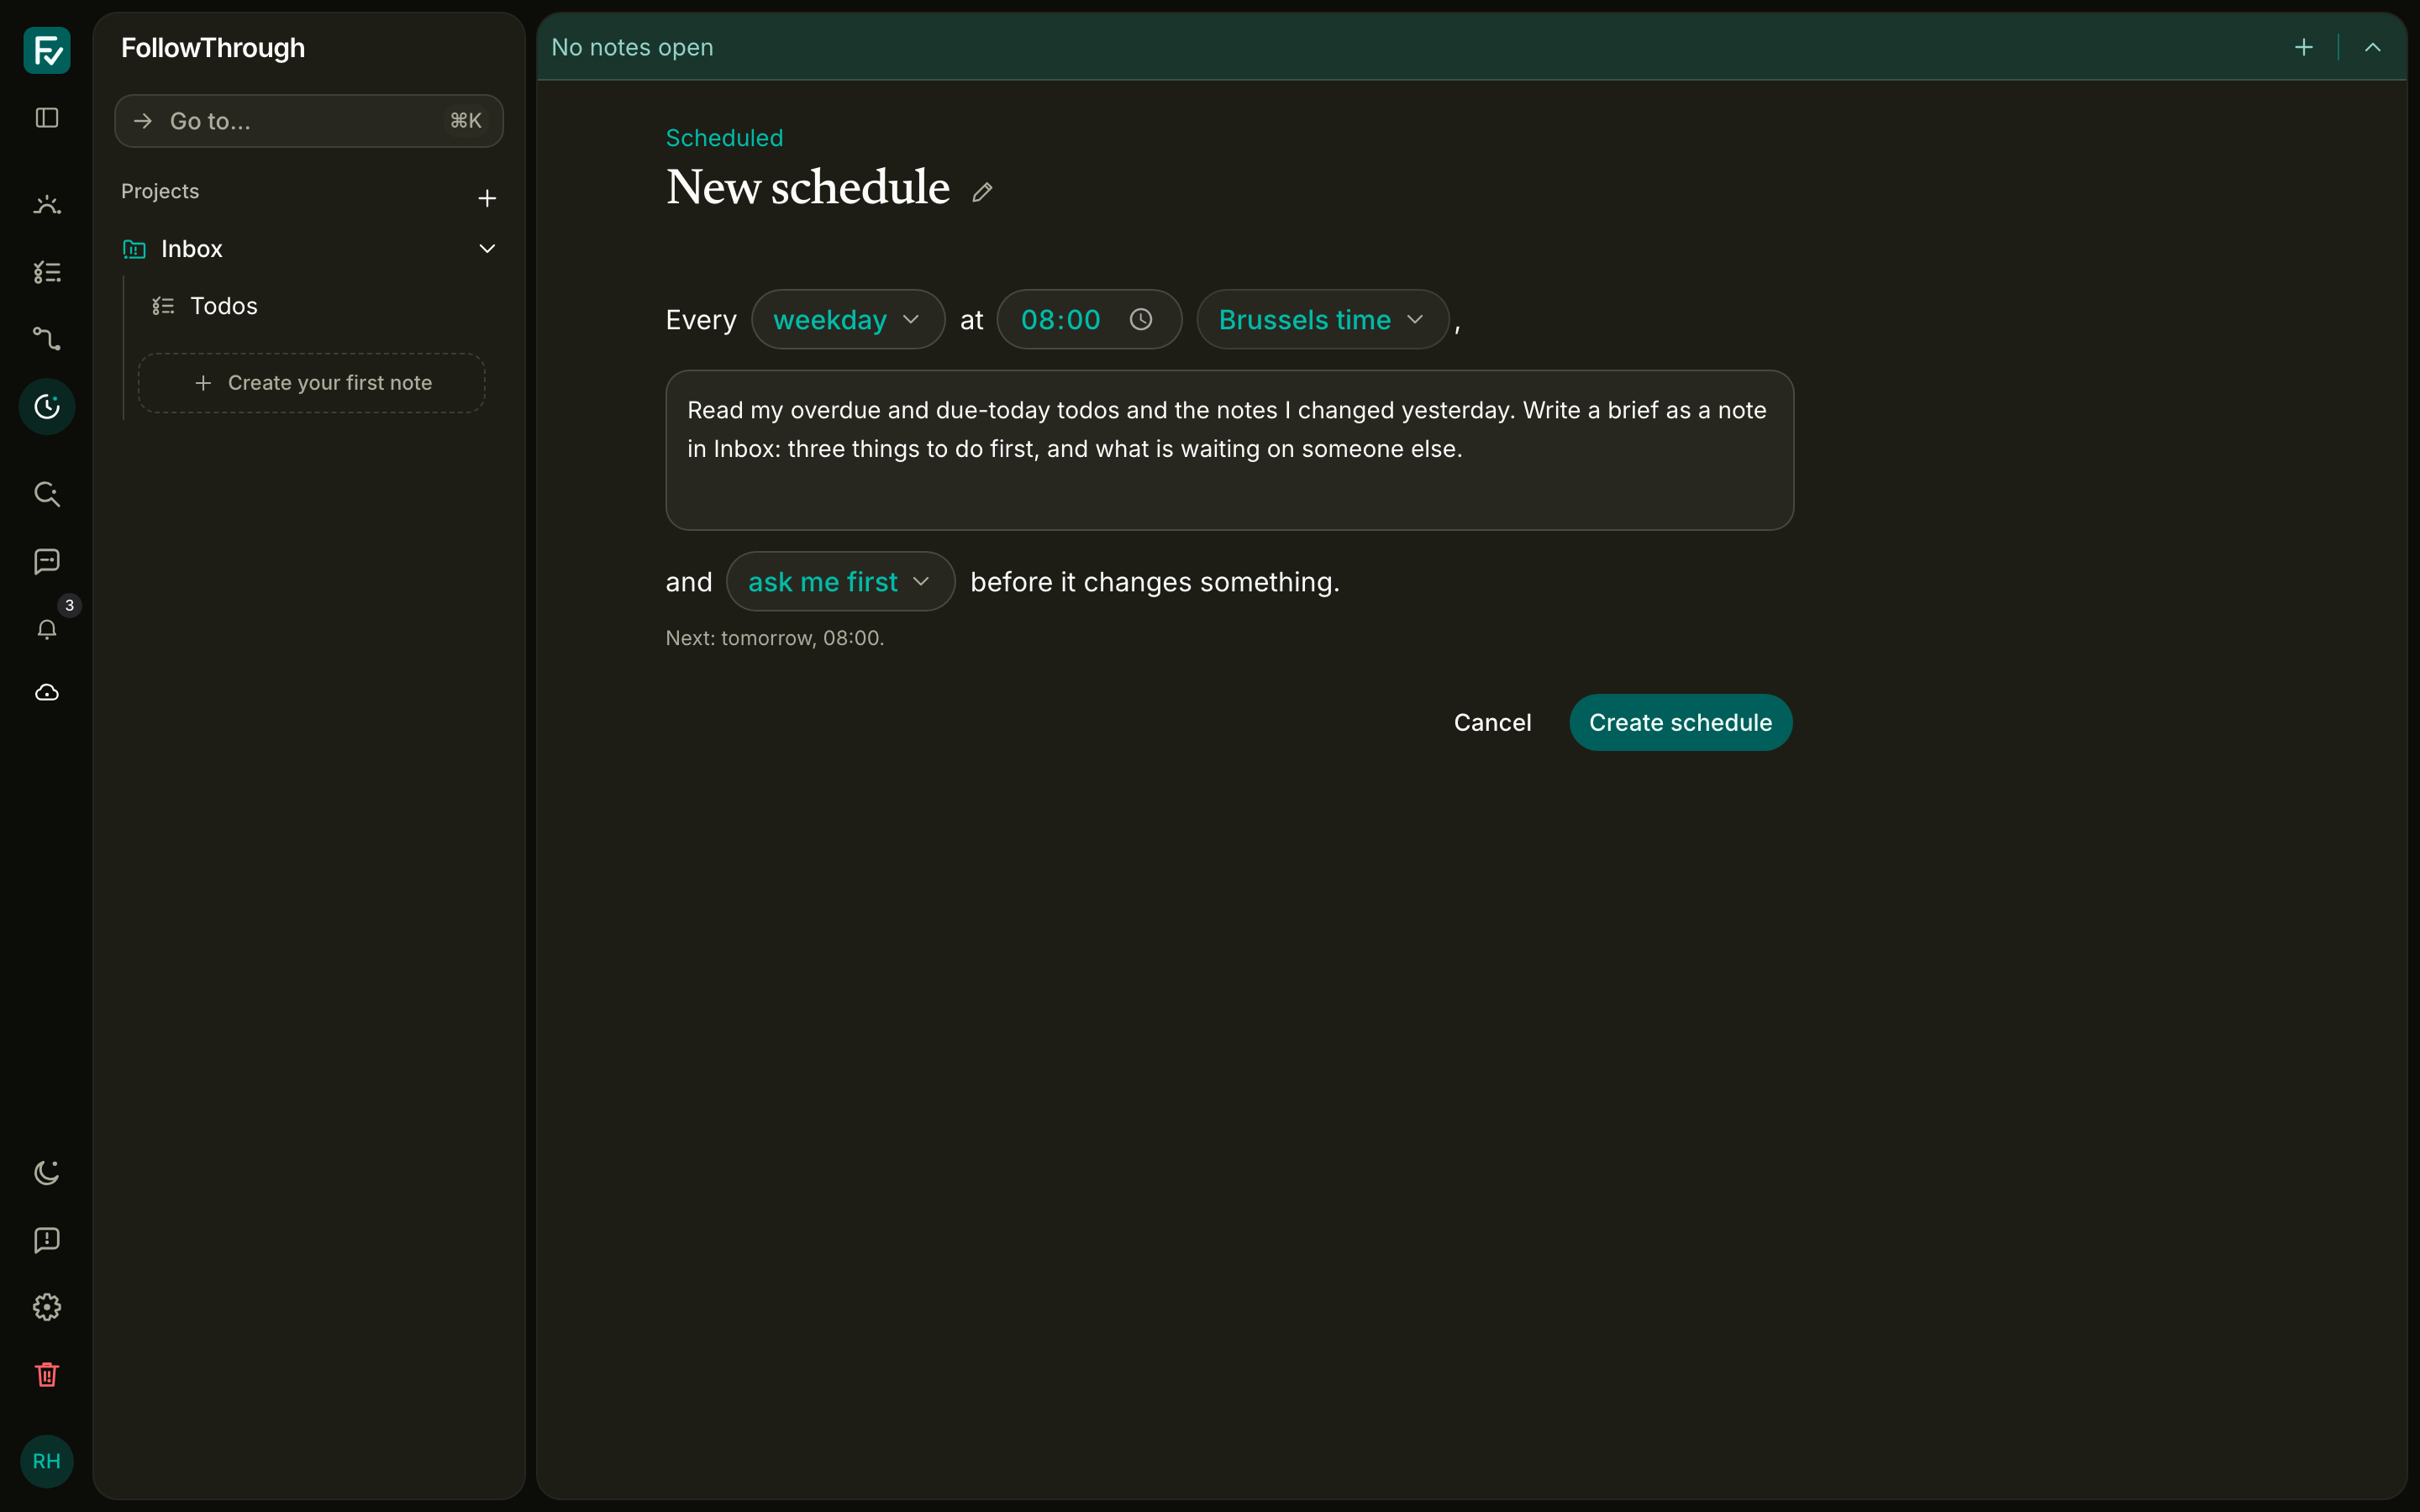 FollowThrough
Go to...
⌘K
Projects
Inbox
Todos
Create your first note
3
RH
No notes open
Scheduled
New schedule
Every weekday at 08:00 Brussels time ,
Read my overdue and due-today todos and the notes I changed yesterday. Write a brief as a note
in Inbox: three things to do first, and what is waiting on someone else.
and ask me first before it changes something.
Next: tomorrow, 08:00.
Cancel
Create schedule